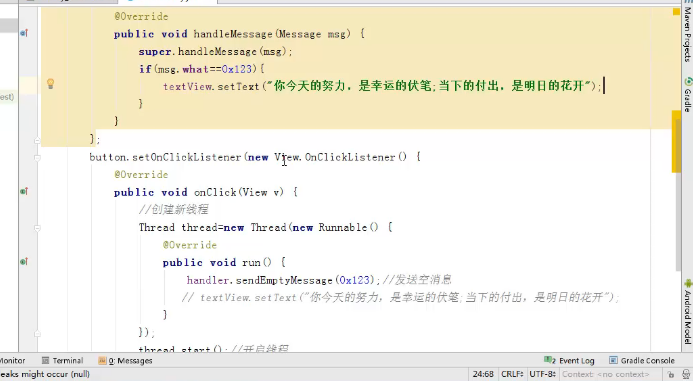 @Override
public void handleMessage(Message msg) {
super.handleMessage(msg);
if(msg.what==0x123){
textView.setText("你今天的努力，是幸运的伏笔;当下的付出，是明日的花开");
}
}
};
button.setOnClickListener(new View.OnClickListener() {
@Override
public void onClick(View v) {
//创建新线程
Thread thread=new Thread(new Runnable() {
@Override
public void run() {
handler.sendEmptyMessage(0x123);//发送空消息
// textView.setText("你今天的努力，是幸运的伏笔;当下的付出，是明日的花开");
}
});
thread.start();//开启线程
est)
Maven Projects
Gradle
Android Model
Monitor
Terminal
0: Messages
2 Event Log
Gradle Console
eaks might occur (null)
24:68
CRLF
UTF-8
Context: <no context>